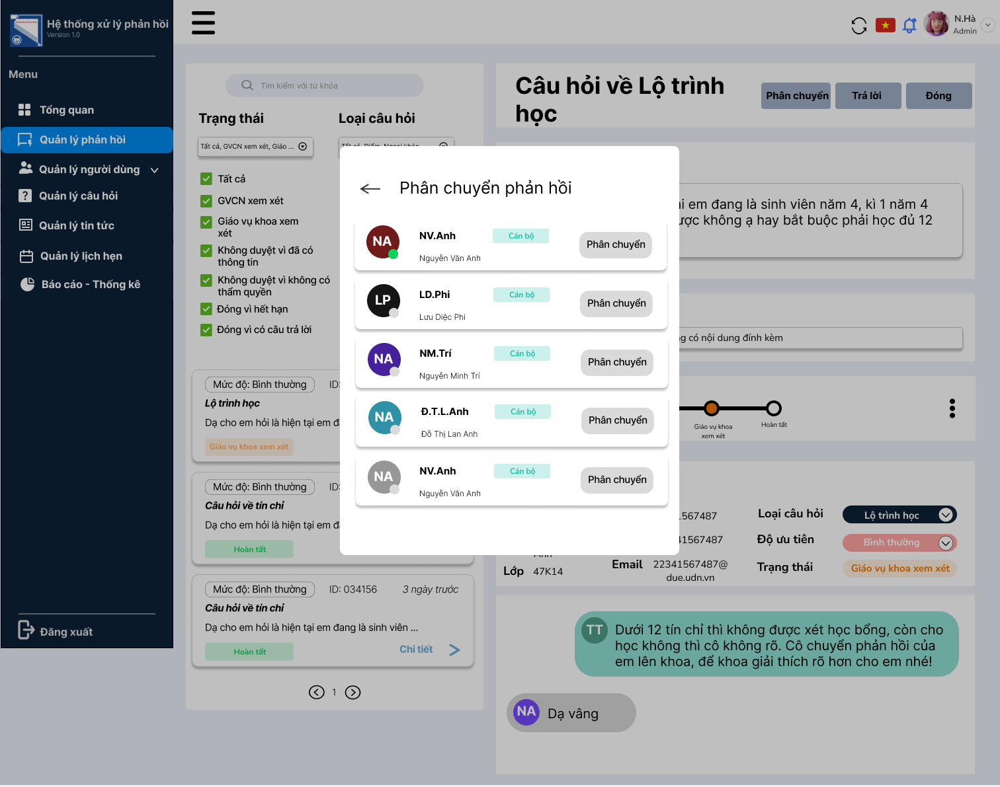 Hệ thống xử lý phản hồi
Version 1.0
Menu
Tổng quan
Quản lý phản hồi
Quản lý người dùng
Quản lý câu hỏi
Quản lý tin tức
Quản lý lịch hẹn
Báo cáo - Thống kê
Đăng xuất
N.Hà
Admin
Tìm kiếm với từ khóa
Trạng thái
Loại câu hỏi
Tất cả, GVCN xem xét, Giáo ...
Tất cả
GVCN xem xét
Giáo vụ khoa xem
xét
Không duyệt vì đã có
thông tin
Không duyệt vì không có
thẩm quyền
Đóng vì hết hạn
Đóng vì có câu trả lời
Mức độ: Bình thường ID:
Lộ trình học
Dạ cho em hỏi là hiện tại em đ
Giáo vụ khoa xem xét
Mức độ: Bình thường ID:
Câu hỏi về tín chỉ
Dạ cho em hỏi là hiện tại em đ
Hoàn tất
Mức độ: Bình thường ID: 034156 3 ngày trước
Câu hỏi về tín chỉ
Dạ cho em hỏi là hiện tại em đang là sinh viên ...
Hoàn tất
Chi tiết
1
Câu hỏi về Lộ trình
học
Phân chuyển
Trả lời
Đóng
Phân chuyển phản hồi
NA
NV.Anh
Cán bộ
Nguyễn Văn Anh
Phân chuyển
LP
LD.Phi
Cán bộ
Lưu Diệc Phi
Phân chuyển
NA
NM.Trí
Cán bộ
Nguyễn Minh Trí
Phân chuyển
NA
Đ.T.L.Anh
Cán bộ
Đỗ Thị Lan Anh
Phân chuyển
NA
NV.Anh
Cán bộ
Nguyễn Văn Anh
Phân chuyển
em đang là sinh viên năm 4, kì 1 năm 4
không ạ hay bắt buộc phải học đủ 12
có nội dung đính kèm
Giáo vụ khoa
xem xét
Hoàn tất
1567487
Loại câu hỏi
Lộ trình học
41567487
Độ ưu tiên
Bình thường
Lớp
47K14
Email
22341567487@
due.udn.vn
Trạng thái
Giáo vụ khoa xem xét
TT
Dưới 12 tín chỉ thì không được xét học bổng, còn cho
học không thì cô không rõ. Cô chuyển phản hồi của
em lên khoa, để khoa giải thích rõ hơn cho em nhé!
NA
Dạ vâng